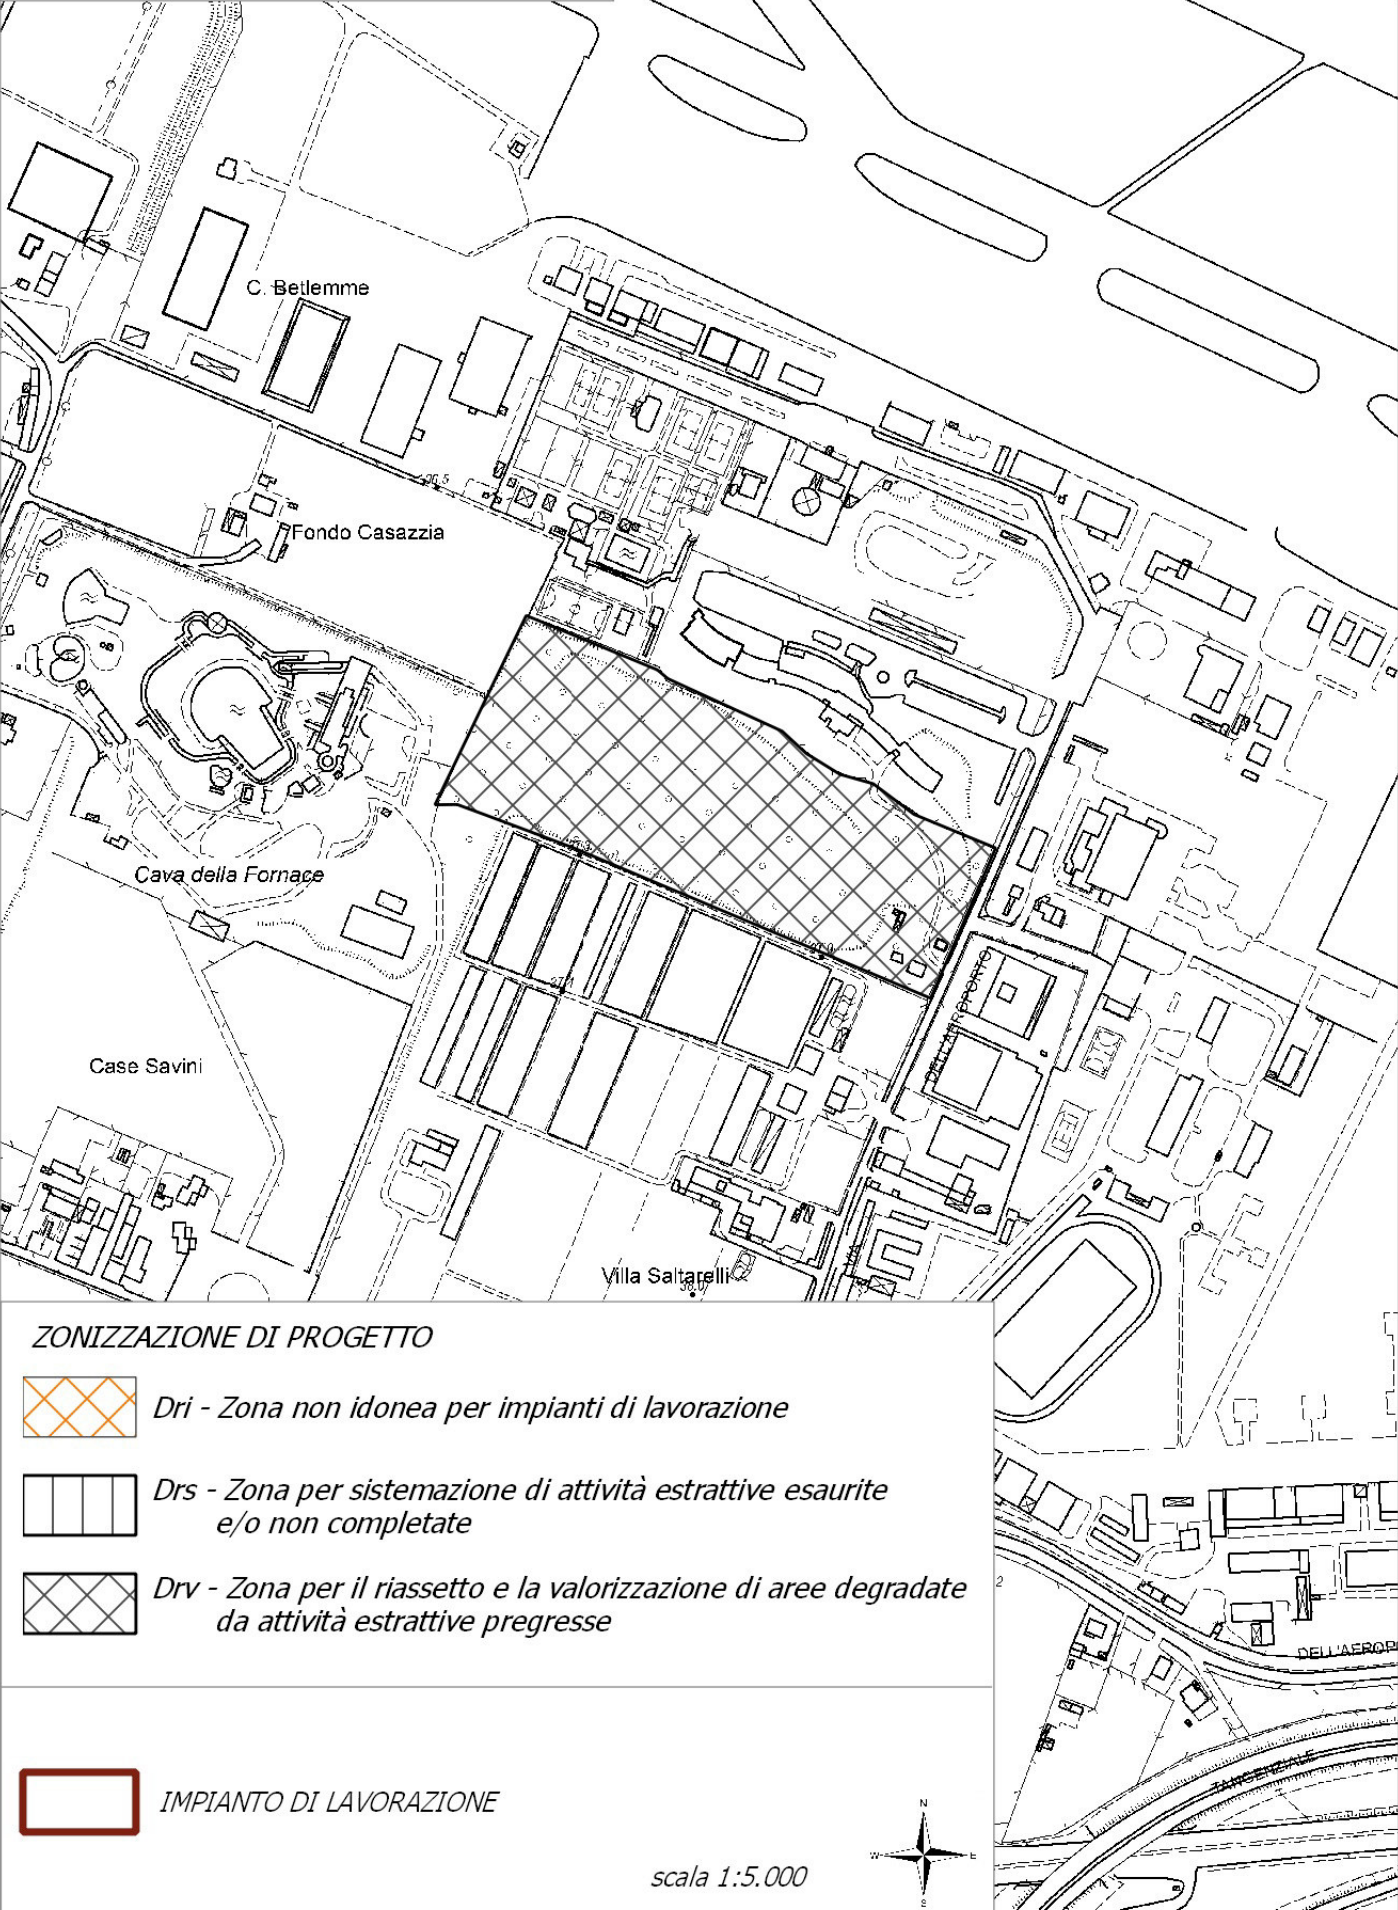 C. Betlemme
Fondo Casazzia
Cava della Fornace
DELL'AEROPORTO
Case Savini
VIA
Villa Saltarelli
ZONIZZAZIONE DI PROGETTO
Dri - Zona non idonea per impianti di lavorazione
Drs - Zona per sistemazione di attività estrattive esaurite
e/o non completate
Drv - Zona per il riassetto e la valorizzazione di aree degradate
da attività estrattive pregresse
TANGENZIALE
IMPIANTO DI LAVORAZIONE
N
W
E
S
scala 1:5.000